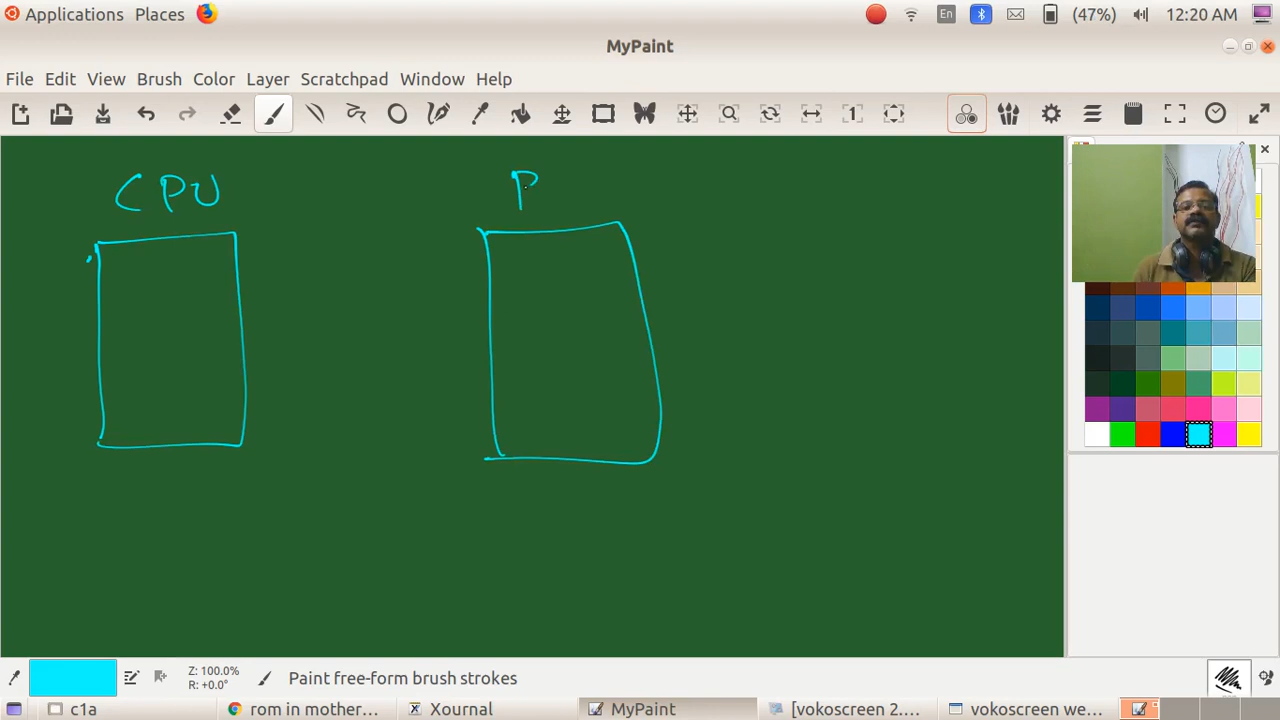 Applications Places En (47%) 12:20 AM
MyPaint
File Edit View Brush Color Layer Scratchpad Window Help
1
CPU P
Z: 100.0%
R: +0.0°
Paint free-form brush strokes
c1a rom in mother... Xournal MyPaint [vokoscreen 2.... vokoscreen we...